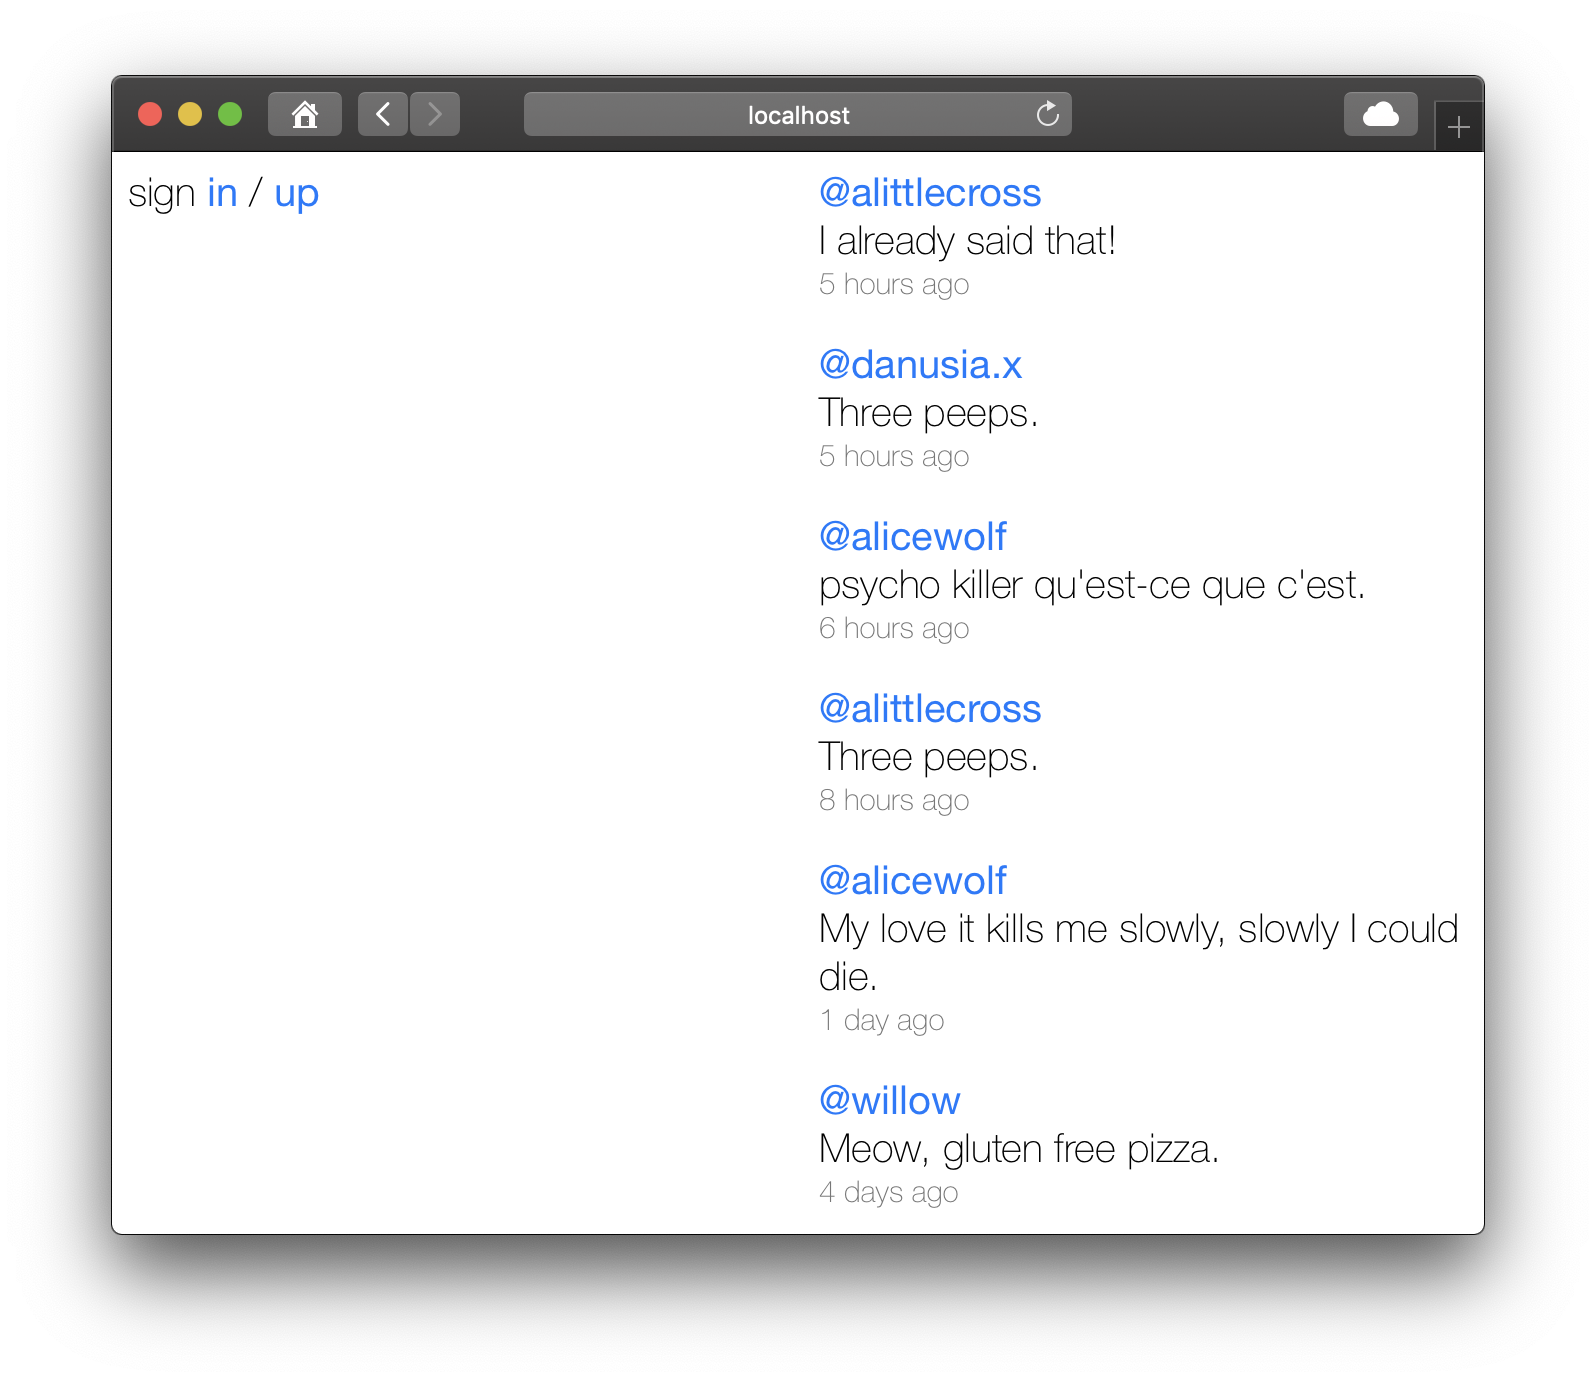 localhost
sign in / up
@alittlecross
I already said that!
5 hours ago
@danusia.x
Three peeps.
5 hours ago
@alicewolf
psycho killer qu'est-ce que c'est.
6 hours ago
@alittlecross
Three peeps.
8 hours ago
@alicewolf
My love it kills me slowly, slowly I could
die.
1 day ago
@willow
Meow, gluten free pizza.
4 days ago